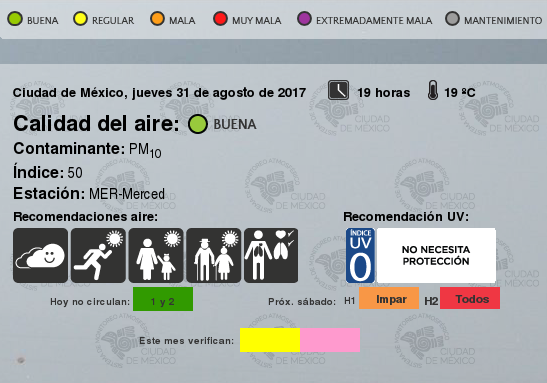 BUENA REGULAR MALA MUY MALA EXTREMADAMENTE MALA MANTENIMIENTO
Ciudad de México, jueves 31 de agosto de 2017 19 horas 19 ºC
Calidad del aire: BUENA
Contaminante: PM10
Índice: 50
Estación: MER-Merced
Recomendaciones aire: Recomendación UV:
ÍNDICE
UV
0
NO NECESITA
PROTECCIÓN
Hoy no circulan: 1 y 2 Próx. sábado: H1 Impar H2 Todos
Este mes verifican: